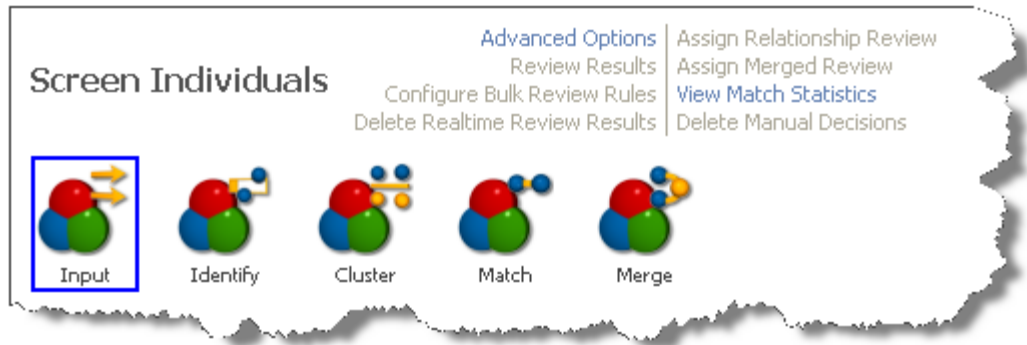 Screen Individuals
Advanced Options
Review Results
Configure Bulk Review Rules
Delete Realtime Review Results
Assign Relationship Review
Assign Merged Review
View Match Statistics
Delete Manual Decisions
Input
Identify
Cluster
Match
Merge